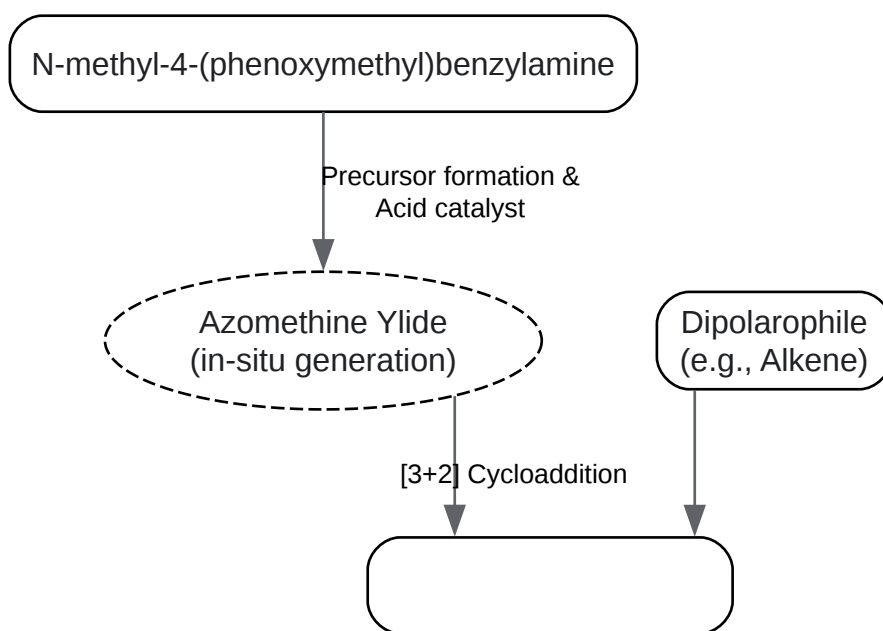 N-methyl-4-(phenoxymethyl)benzylamine
Precursor formation &
Acid catalyst
Azomethine Ylide
(in-situ generation)
Dipolarophile
(e.g., Alkene)
[3+2] Cycloaddition